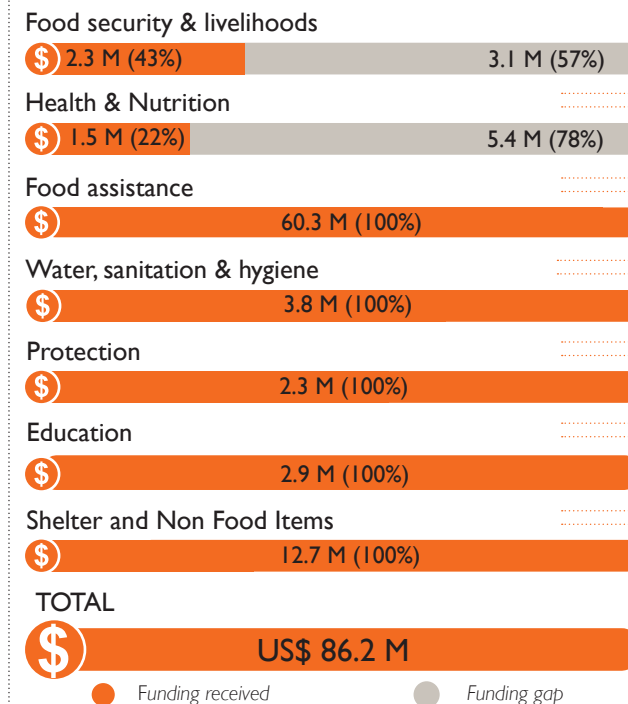 Food security & livelihoods
$ 2.3 M (43%) 3.1 M (57%)
Health & Nutrition
$ 1.5 M (22%) 5.4 M (78%)
Food assistance
$ 60.3 M (100%)
Water, sanitation & hygiene
$ 3.8 M (100%)
Protection
$ 2.3 M (100%)
Education
$ 2.9 M (100%)
Shelter and Non Food Items
$ 12.7 M (100%)
TOTAL
$ US$ 86.2 M
Funding received Funding gap